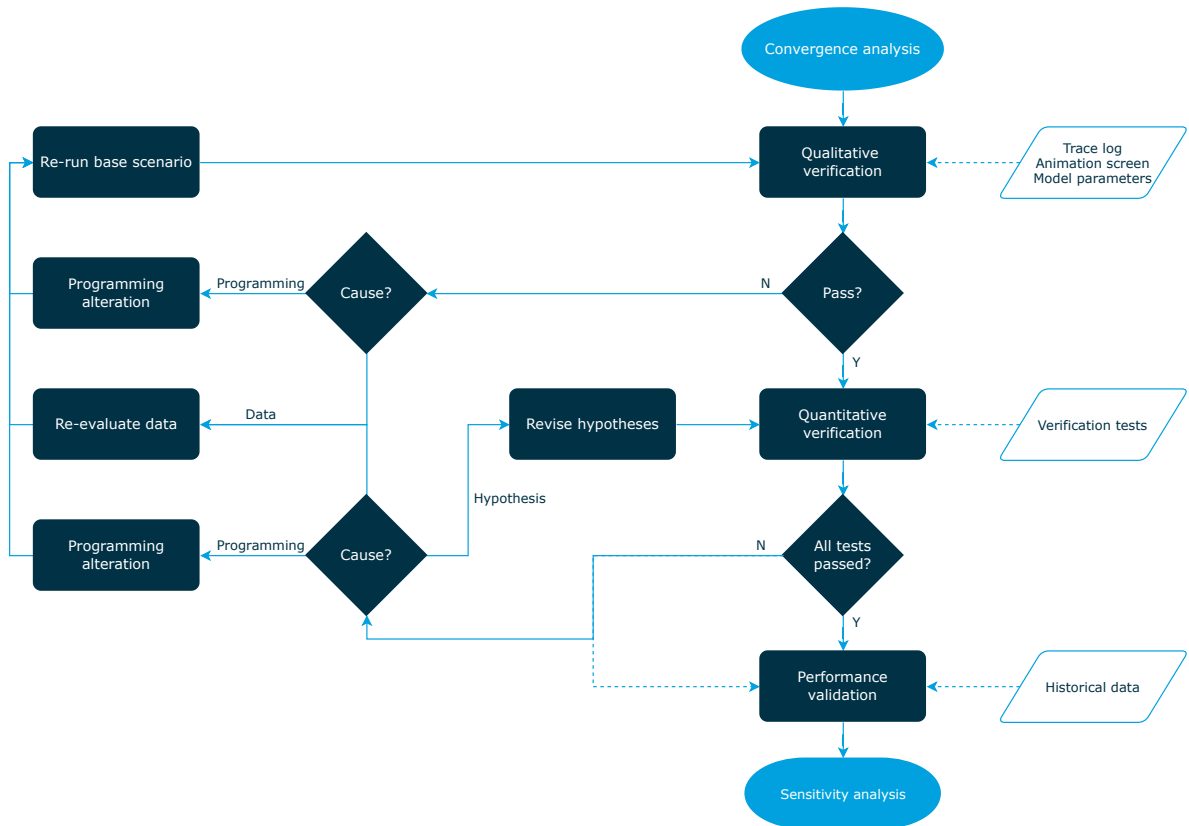 Convergence analysis
Re-run base scenario
Qualitative
verification
Trace log
Animation screen
Model parameters
Programming
alteration
Programming
Cause?
N
Pass?
Y
Re-evaluate data
Data
Revise hypotheses
Quantitative
verification
Verification tests
Hypothesis
Programming
alteration
Programming
Cause?
N
All tests
passed?
Y
Performance
validation
Historical data
Sensitivity analysis